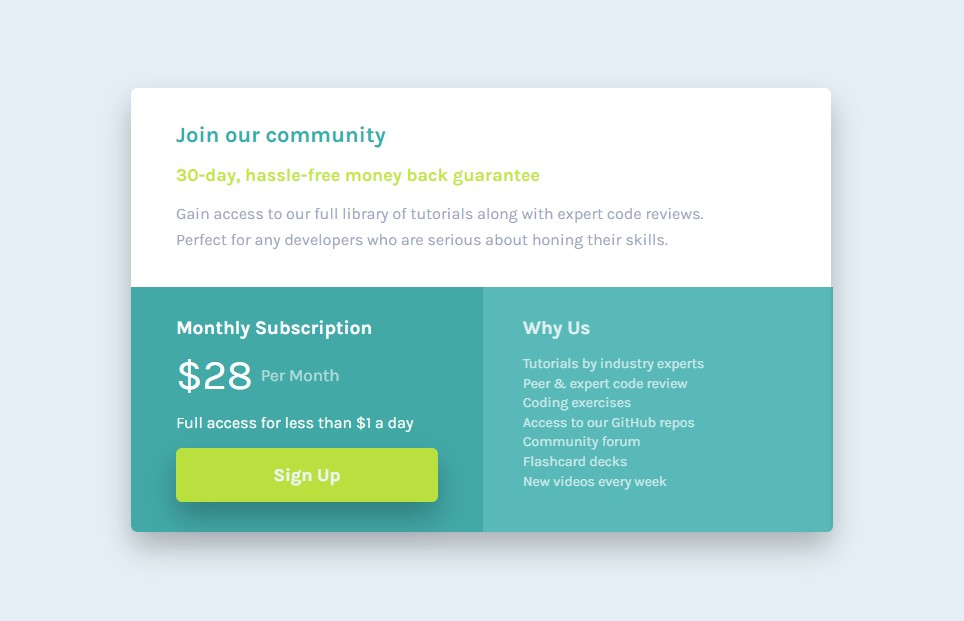 Join our community
30-day, hassle-free money back guarantee
Gain access to our full library of tutorials along with expert code reviews.
Perfect for any developers who are serious about honing their skills.
Monthly Subscription
$28 Per Month
Full access for less than $1 a day
Sign Up
Why Us
Tutorials by industry experts
Peer & expert code review
Coding exercises
Access to our GitHub repos
Community forum
Flashcard decks
New videos every week